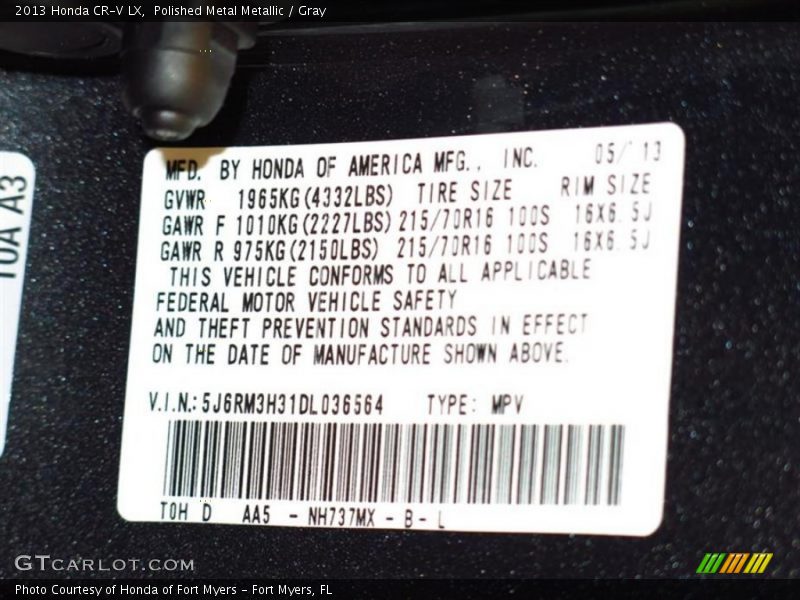 2013 Honda CR-V LX, Polished Metal Metallic / Gray
T0A A3
MFD. BY HONDA OF AMERICA MFG., INC. 05/13
GVWR 1965KG(4332LBS) TIRE SIZE RIM SIZE
GAWR F 1010KG(2227LBS) 215/70R16 100S 16X6.5J
GAWR R 975KG(2150LBS) 215/70R16 100S 16X6.5J
THIS VEHICLE CONFORMS TO ALL APPLICABLE
FEDERAL MOTOR VEHICLE SAFETY
AND THEFT PREVENTION STANDARDS IN EFFECT
ON THE DATE OF MANUFACTURE SHOWN ABOVE.
V.I.N.: 5J6RM3H31DL036564 TYPE: MPV
T0H D AA5 - NH737MX - B - L
GTCARLOT.COM
Photo Courtesy of Honda of Fort Myers - Fort Myers, FL